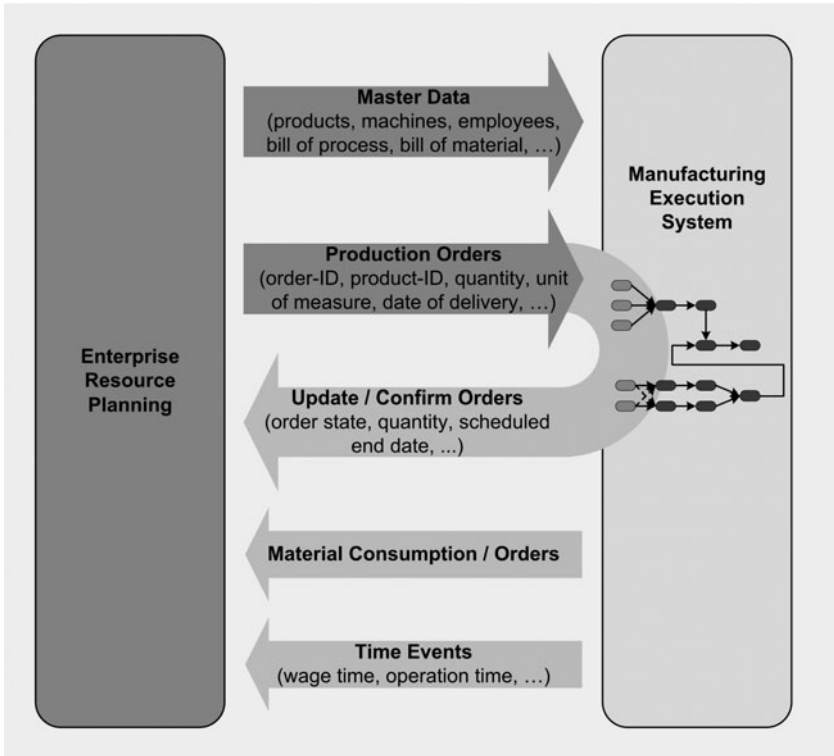 Master Data
(products, machines, employees,
bill of process, bill of material, …)
Manufacturing
Execution
System
Production Orders
(order-ID, product-ID, quantity, unit
of measure, date of delivery, …)
Enterprise
Resource
Planning
Update / Confirm Orders
(order state, quantity, scheduled
end date, ...)
Material Consumption / Orders
Time Events
(wage time, operation time, …)